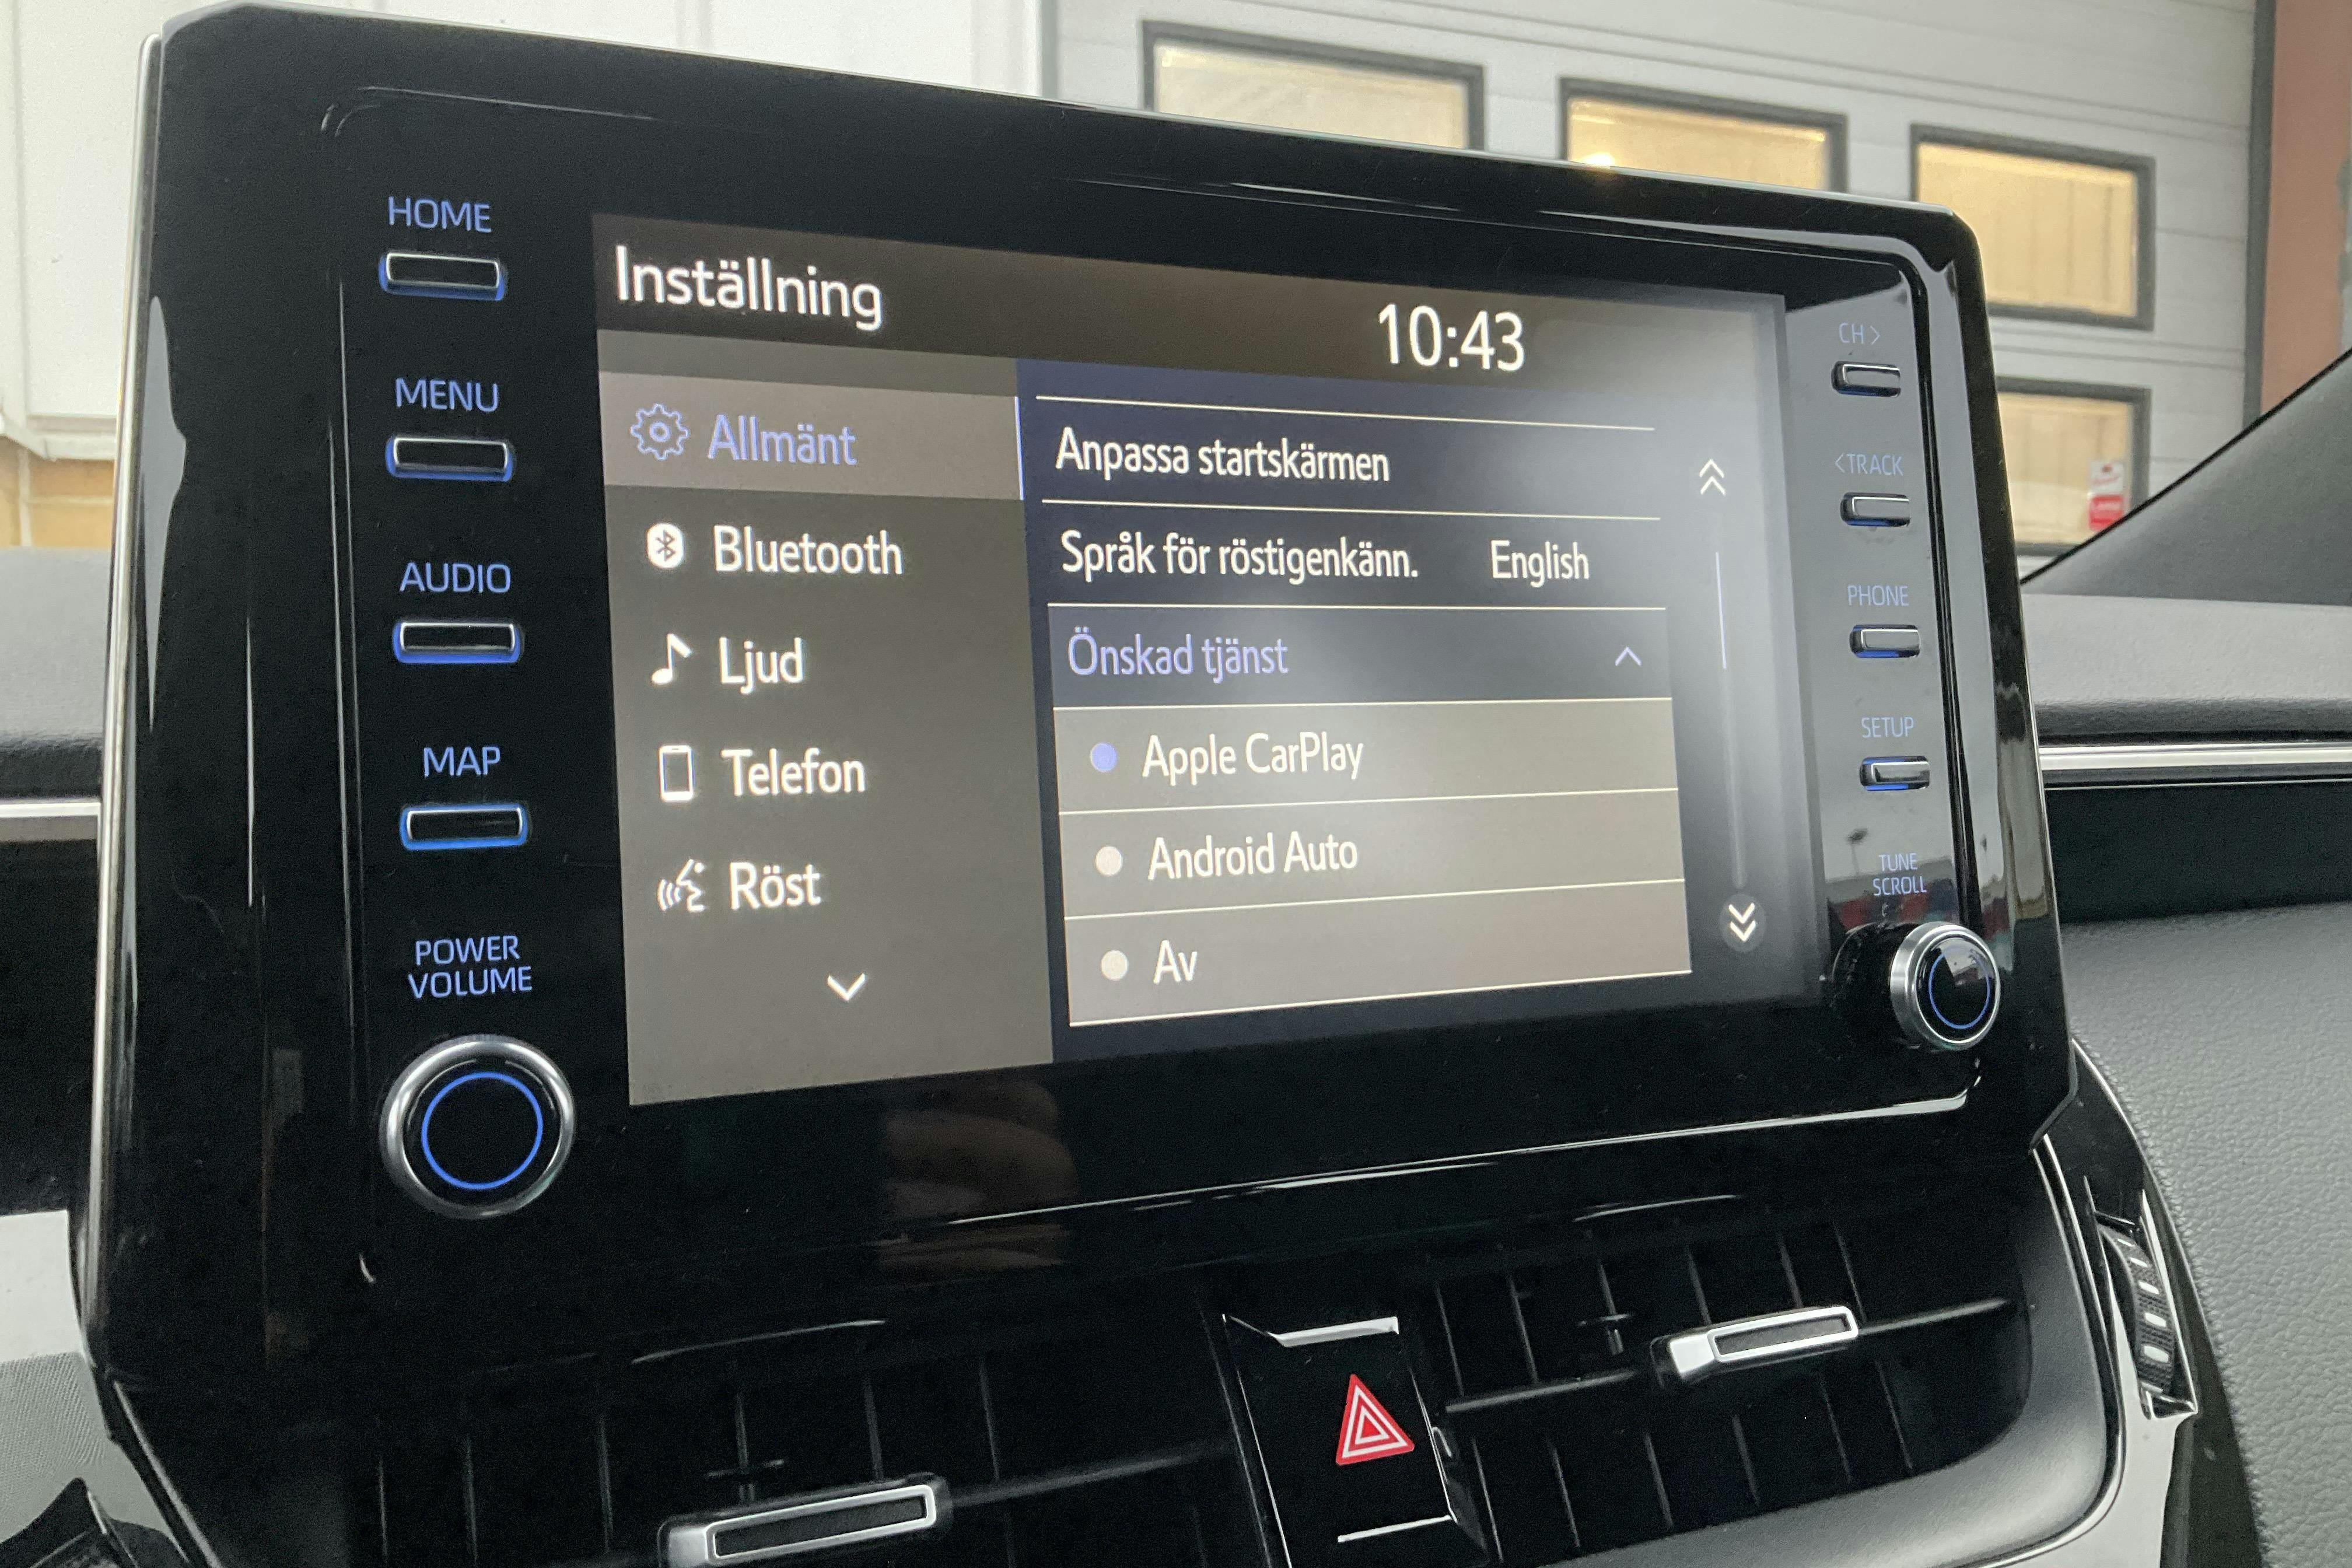 HOME
MENU
AUDIO
MAP
POWER
VOLUME
Inställning
10:43
Allmänt
Bluetooth
Ljud
Telefon
Röst
Anpassa startskärmen
Språk för röstigenkänn. English
Önskad tjänst
Apple CarPlay
Android Auto
Av
CH >
< TRACK
PHONE
SETUP
TUNE
SCROLL